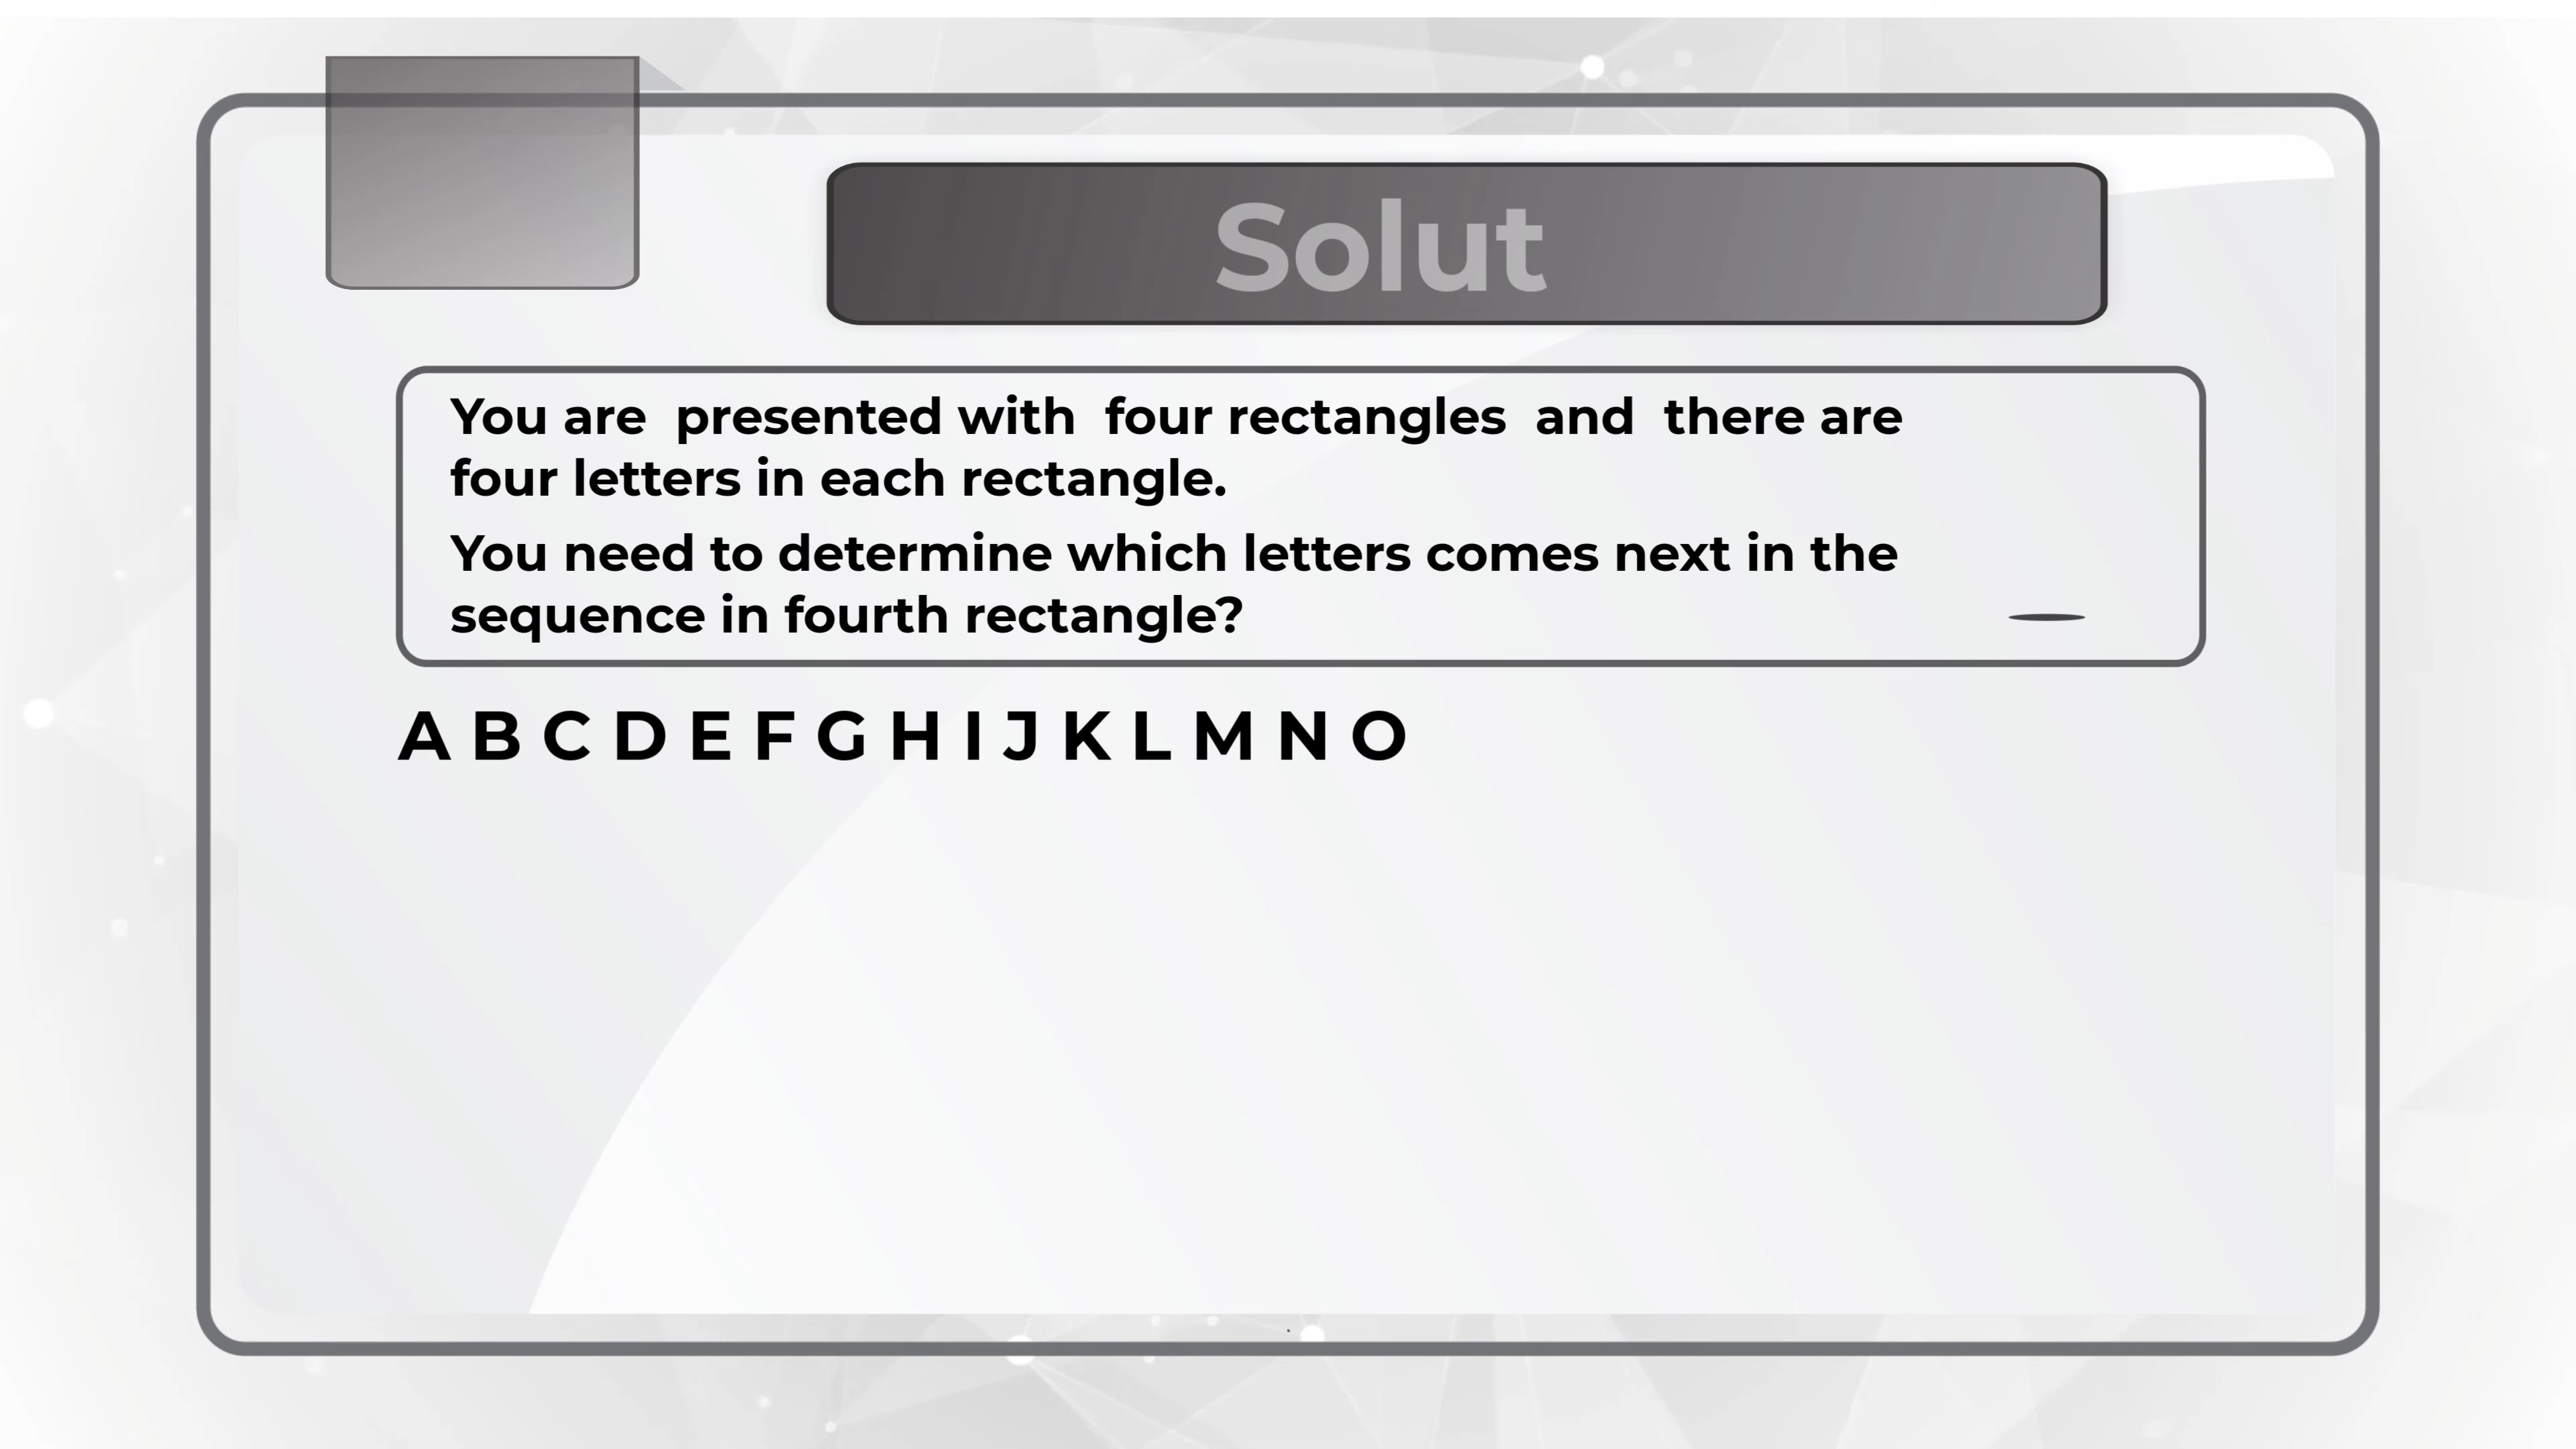 Solut
You are presented with four rectangles and there are
four letters in each rectangle.
You need to determine which letters comes next in the
sequence in fourth rectangle?
A B C D E F G H I J K L M N O